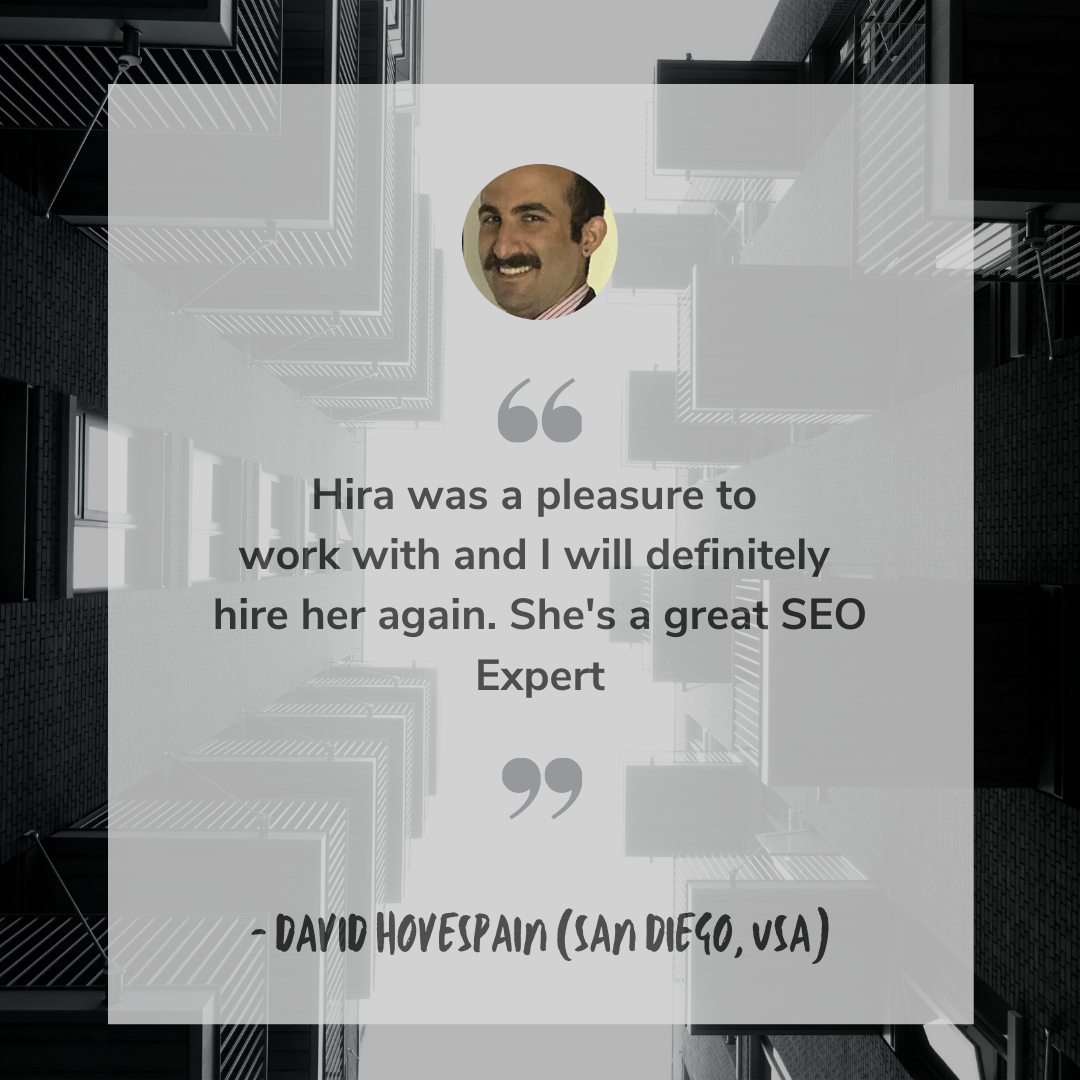 “
Hira was a pleasure to
work with and I will definitely
hire her again. She's a great SEO
Expert
”
- DAVID HOVESPAIN (SAN DIEGO, USA)